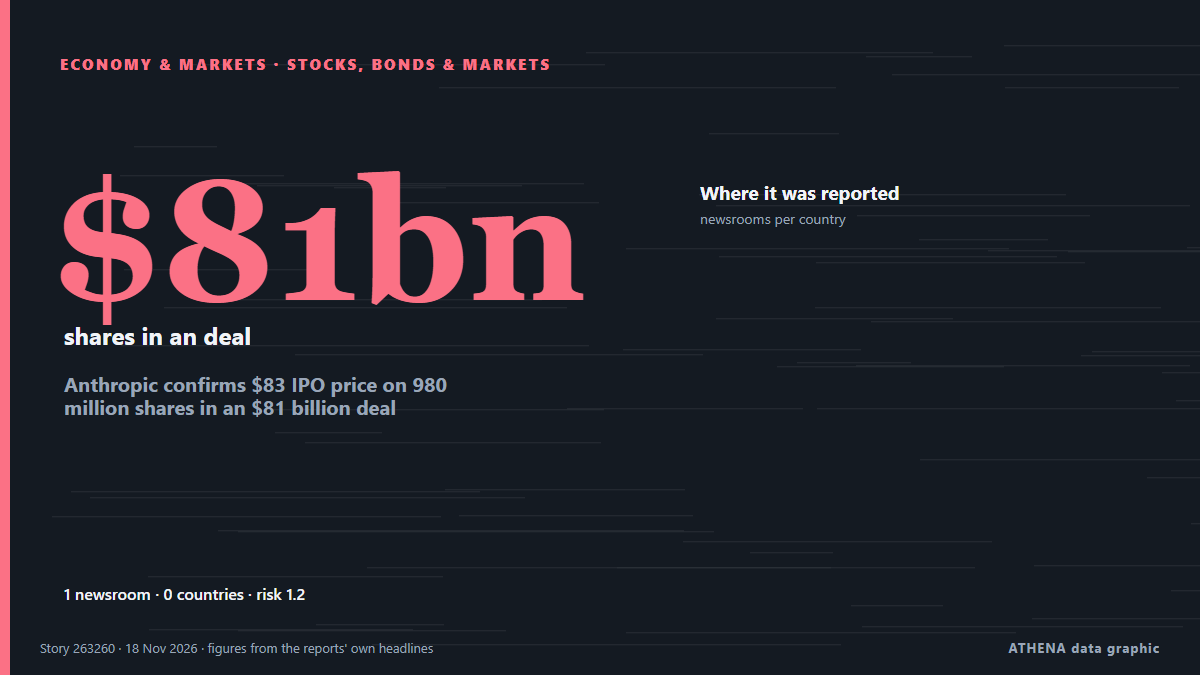 ECONOMY & MARKETS · STOCKS, BONDS & MARKETS
$81bn
shares in an deal
Anthropic confirms $83 IPO price on 980
million shares in an $81 billion deal
Where it was reported
newsrooms per country
1 newsroom · 0 countries · risk 1.2
Story 263260 · 18 Nov 2026 · figures from the reports' own headlines
ATHENA data graphic